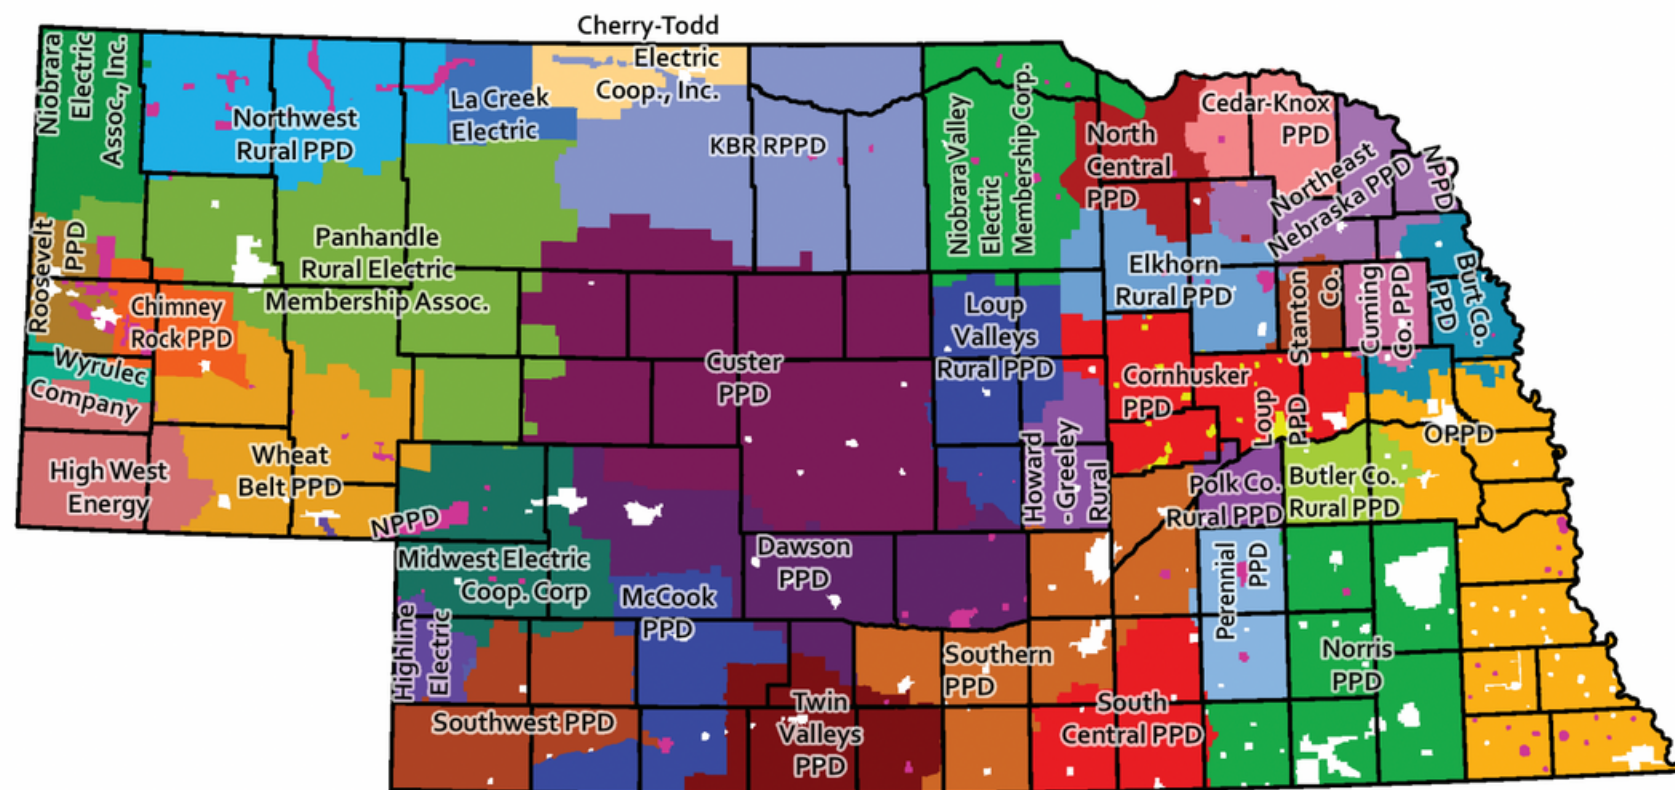 Cherry-Todd
Electric
Coop., Inc.
Niobrara
Electric
Assoc., Inc.
Northwest
Rural PPD
La Creek
Electric
KBR RPPD
Niobrara Valley
Electric
Membership Corp.
North
Central
PPD
Cedar-Knox
PPD
Northeast
Nebraska PPD
NPPD
Roosevelt
PPD
Panhandle
Rural Electric
Membership Assoc.
Chimney
Rock PPD
Elkhorn
Rural PPD
Stanton
Co.
Cuming
Co. PPD
Burt Co.
PPD
Loup
Valleys
Rural PPD
Wyrulec
Company
Custer
PPD
Cornhusker
PPD
Loup
PPD
OPPD
High West
Energy
Wheat
Belt PPD
Howard
- Greeley
Rural
Polk Co.
Rural PPD
Butler Co.
Rural PPD
NPPD
Midwest Electric
Coop. Corp
Dawson
PPD
Perennial
PPD
McCook
PPD
Highline
Electric
Southern
PPD
Norris
PPD
Southwest PPD
Twin
Valleys
PPD
South
Central PPD